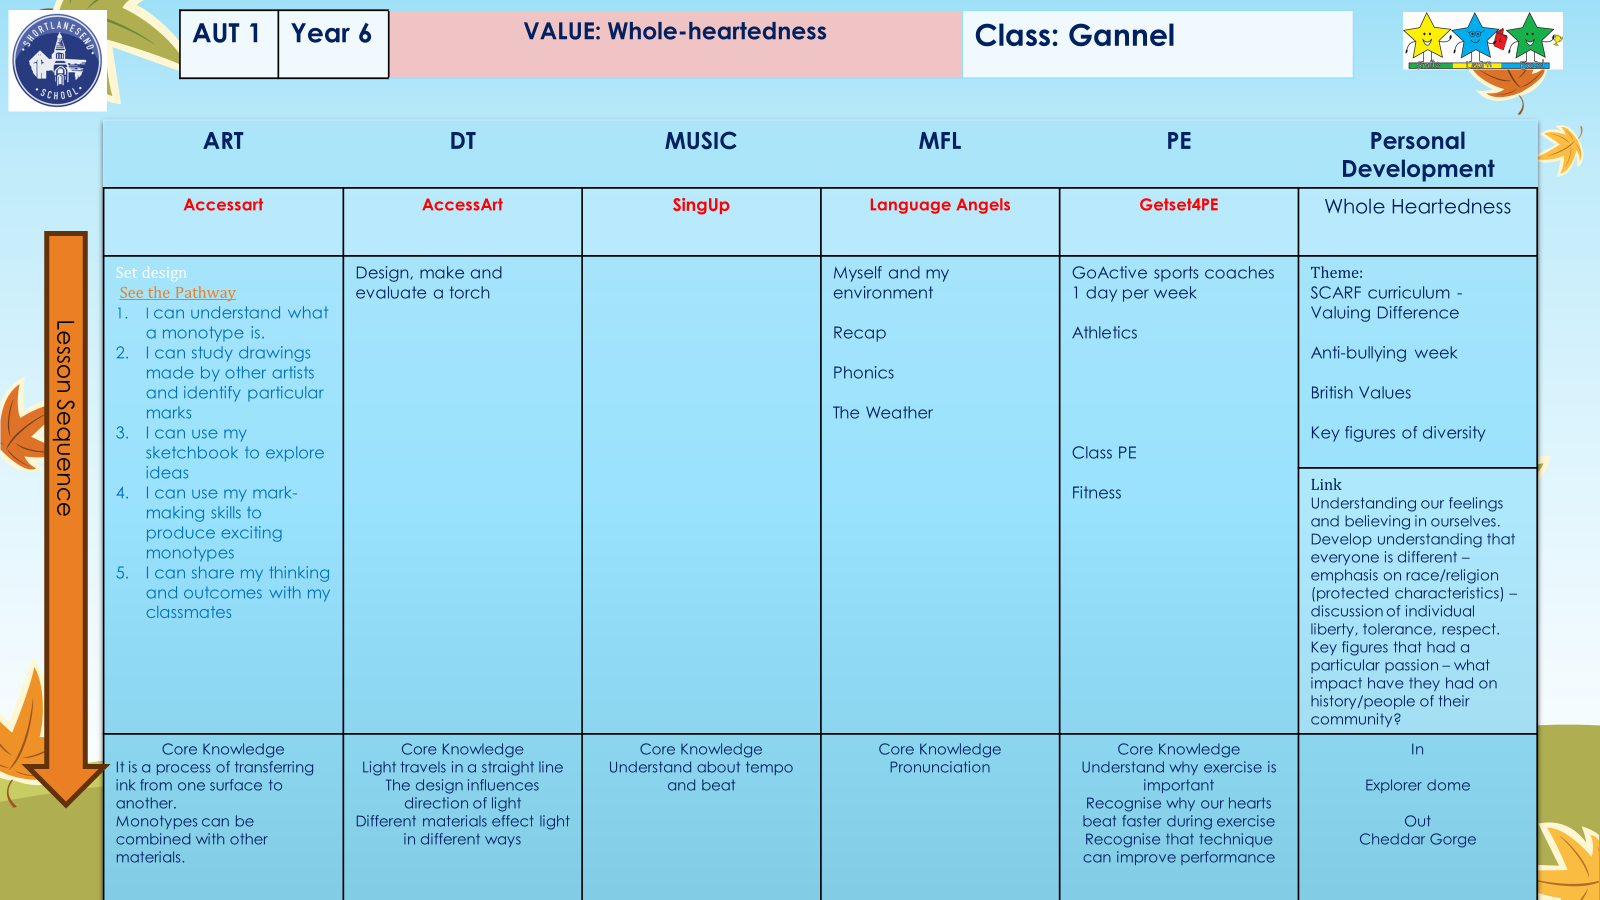 SHORTLANESEND
SCHOOL
AUT 1
Year 6
VALUE: Whole-heartedness
Class: Gannel
ART
DT
MUSIC
MFL
PE
Personal
Development
Accessart
AccessArt
SingUp
Language Angels
Getset4PE
Whole Heartedness
Lesson Sequence
Set design
See the Pathway
1. I can understand what
a monotype is.
2. I can study drawings
made by other artists
and identify particular
marks
3. I can use my
sketchbook to explore
ideas
4. I can use my mark-
making skills to
produce exciting
monotypes
5. I can share my thinking
and outcomes with my
classmates
Design, make and
evaluate a torch
Myself and my
environment
Recap
Phonics
The Weather
GoActive sports coaches
1 day per week
Athletics
Class PE
Fitness
Theme:
SCARF curriculum -
Valuing Difference
Anti-bullying week
British Values
Key figures of diversity
Link
Understanding our feelings
and believing in ourselves.
Develop understanding that
everyone is different –
emphasis on race/religion
(protected characteristics) –
discussion of individual
liberty, tolerance, respect.
Key figures that had a
particular passion – what
impact have they had on
history/people of their
community?
Core Knowledge
It is a process of transferring
ink from one surface to
another.
Monotypes can be
combined with other
materials.
Core Knowledge
Light travels in a straight line
The design influences
direction of light
Different materials effect light
in different ways
Core Knowledge
Understand about tempo
and beat
Core Knowledge
Pronunciation
Core Knowledge
Understand why exercise is
important
Recognise why our hearts
beat faster during exercise
Recognise that technique
can improve performance
In
Explorer dome
Out
Cheddar Gorge